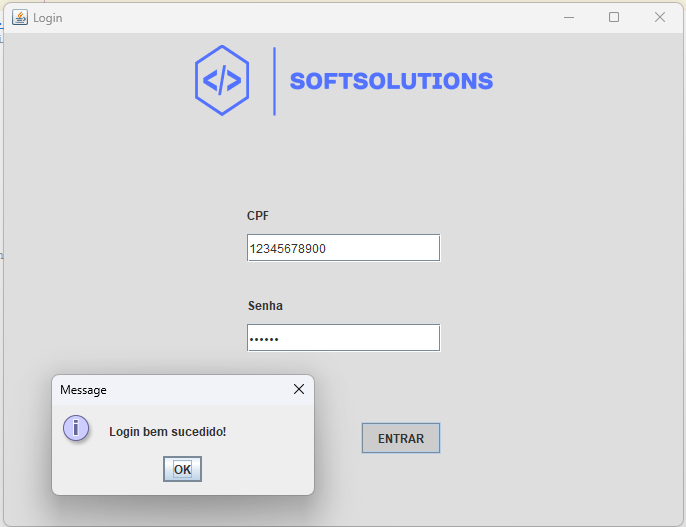 Login
</>
SOFTSOLUTIONS
CPF
12345678900
Senha
••••••
Message
i
Login bem sucedido!
OK
ENTRAR